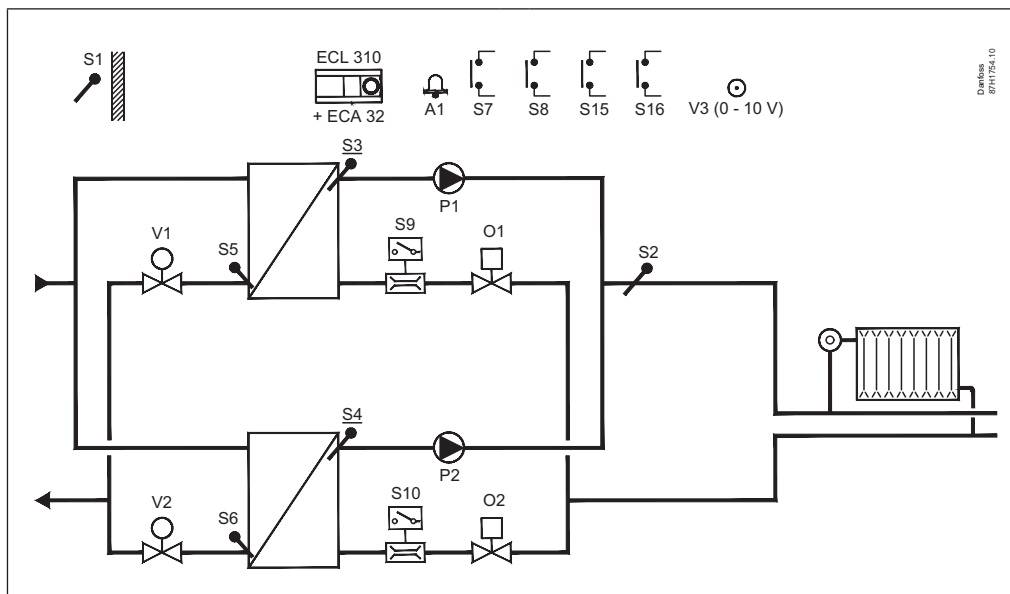 S1
ECL 310
+ ECA 32
A1
S7
S8
S15
S16
V3 (0 - 10 V)
Danfoss
87H1754.10
S3
P1
V1
S5
S9
O1
S2
S4
P2
V2
S6
S10
O2